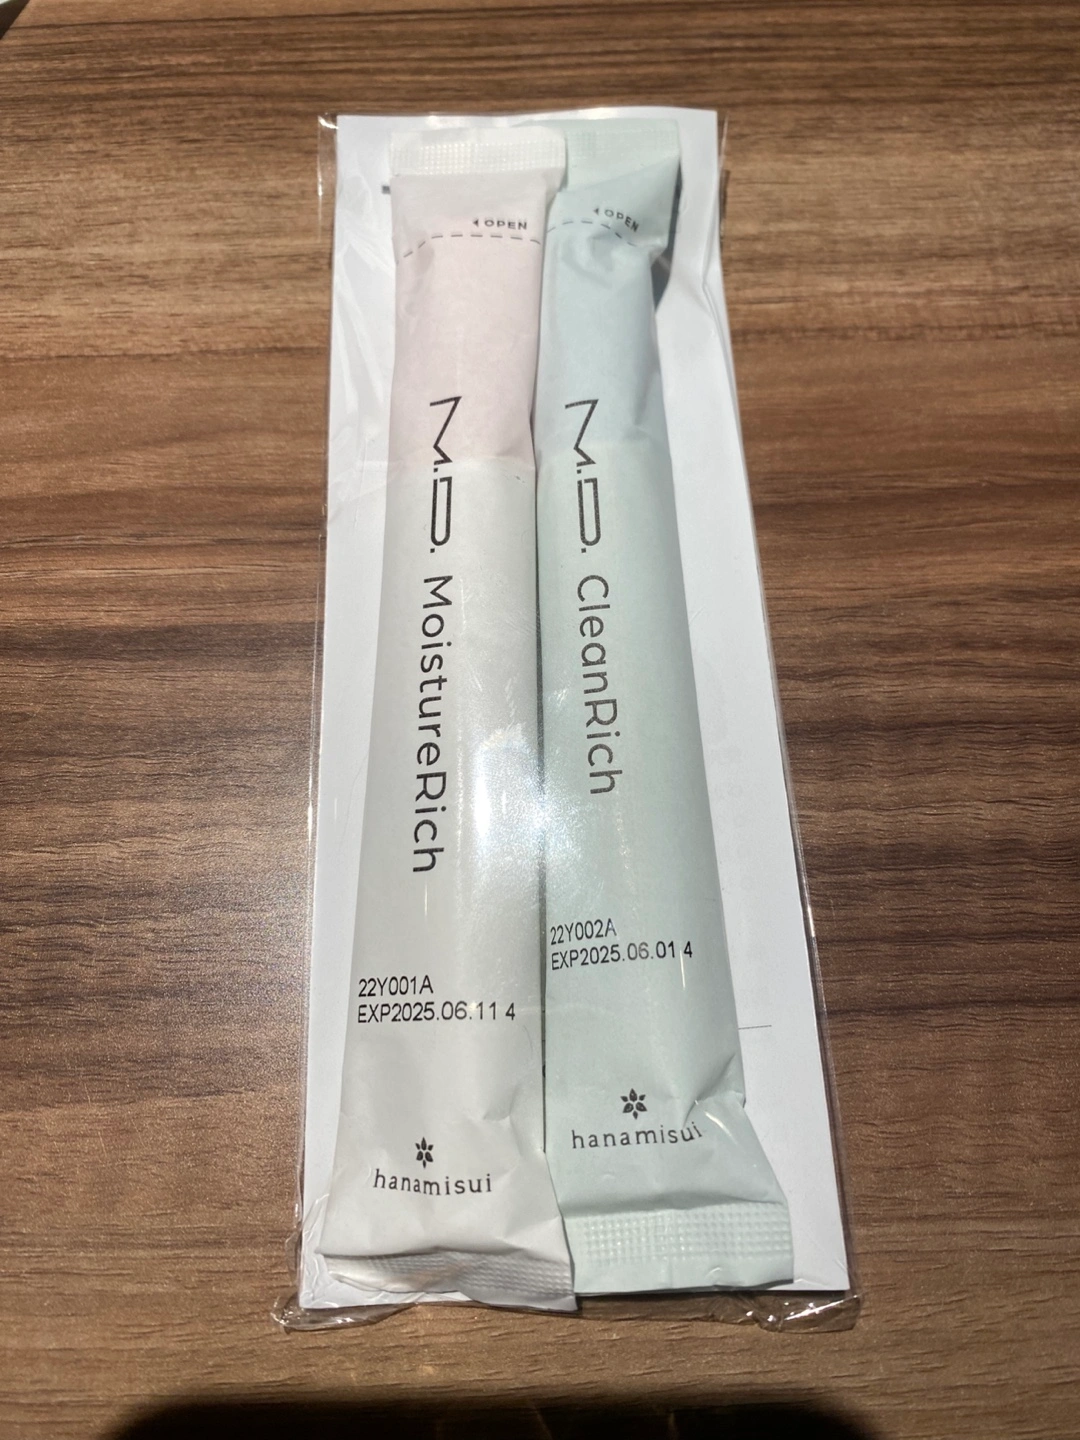 OPEN
M.D. MoistureRich
22Y001A
EXP2025.06.11 4
hanamisui
OPEN
M.D. CleanRich
22Y002A
EXP2025.06.01 4
hanamisui